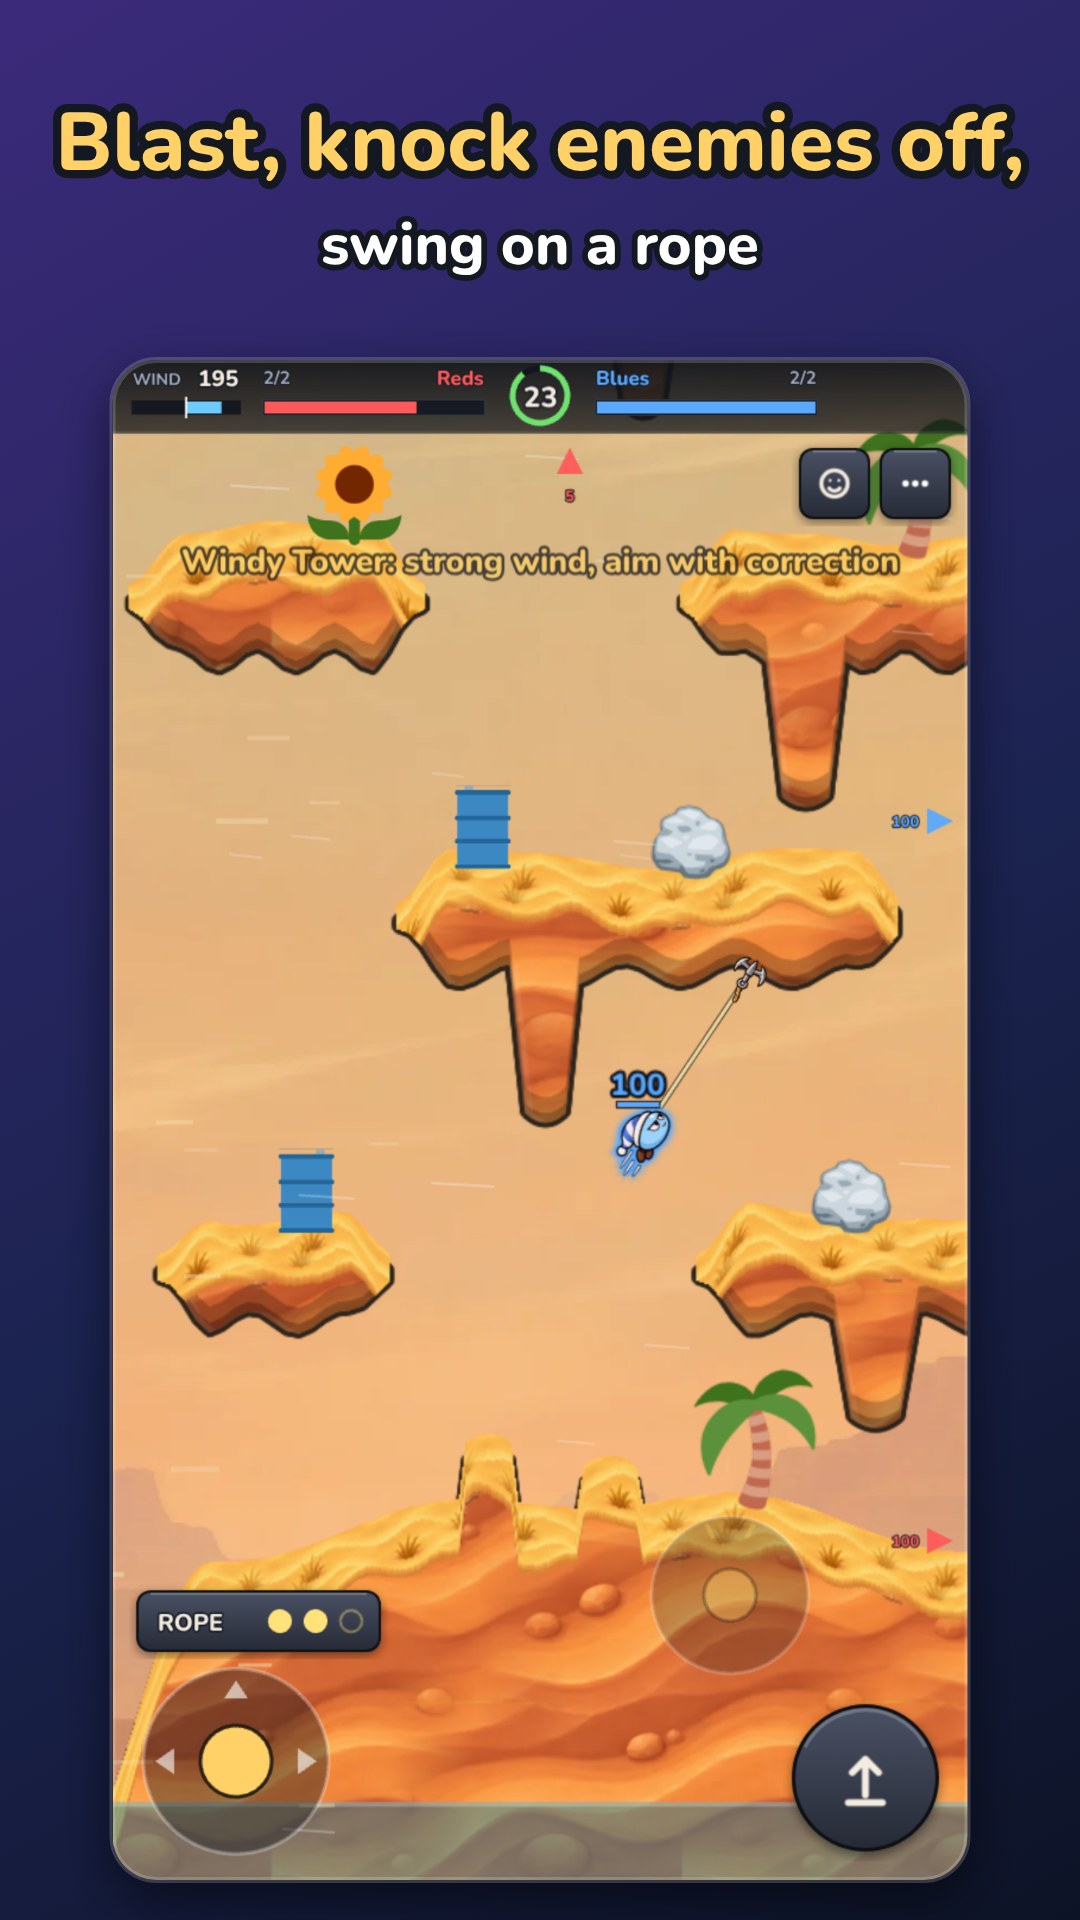 Blast, knock enemies off,
swing on a rope
WIND 195 2/2 Reds 23 Blues 2/2
5
Windy Tower: strong wind, aim with correction
100
100
100
ROPE